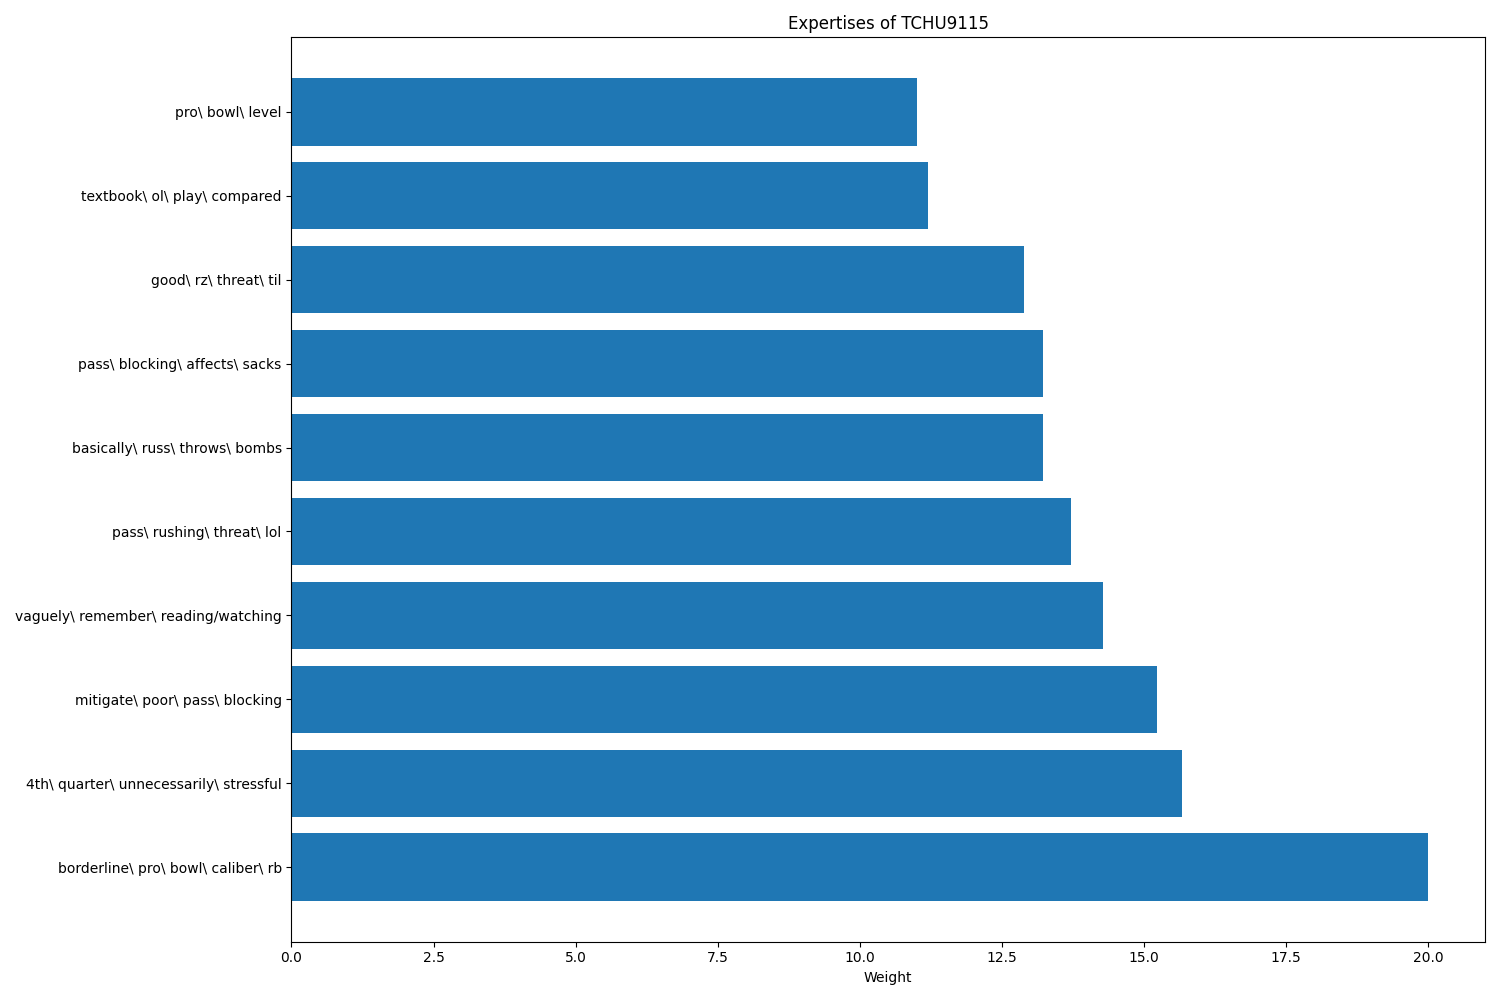 Expertises of TCHU9115
pro\ bowl\ level
textbook\ ol\ play\ compared
good\ rz\ threat\ til
pass\ blocking\ affects\ sacks
basically\ russ\ throws\ bombs
pass\ rushing\ threat\ lol
vaguely\ remember\ reading/watching
mitigate\ poor\ pass\ blocking
4th\ quarter\ unnecessarily\ stressful
borderline\ pro\ bowl\ caliber\ rb
0.0 2.5 5.0 7.5 10.0 12.5 15.0 17.5 20.0
Weight